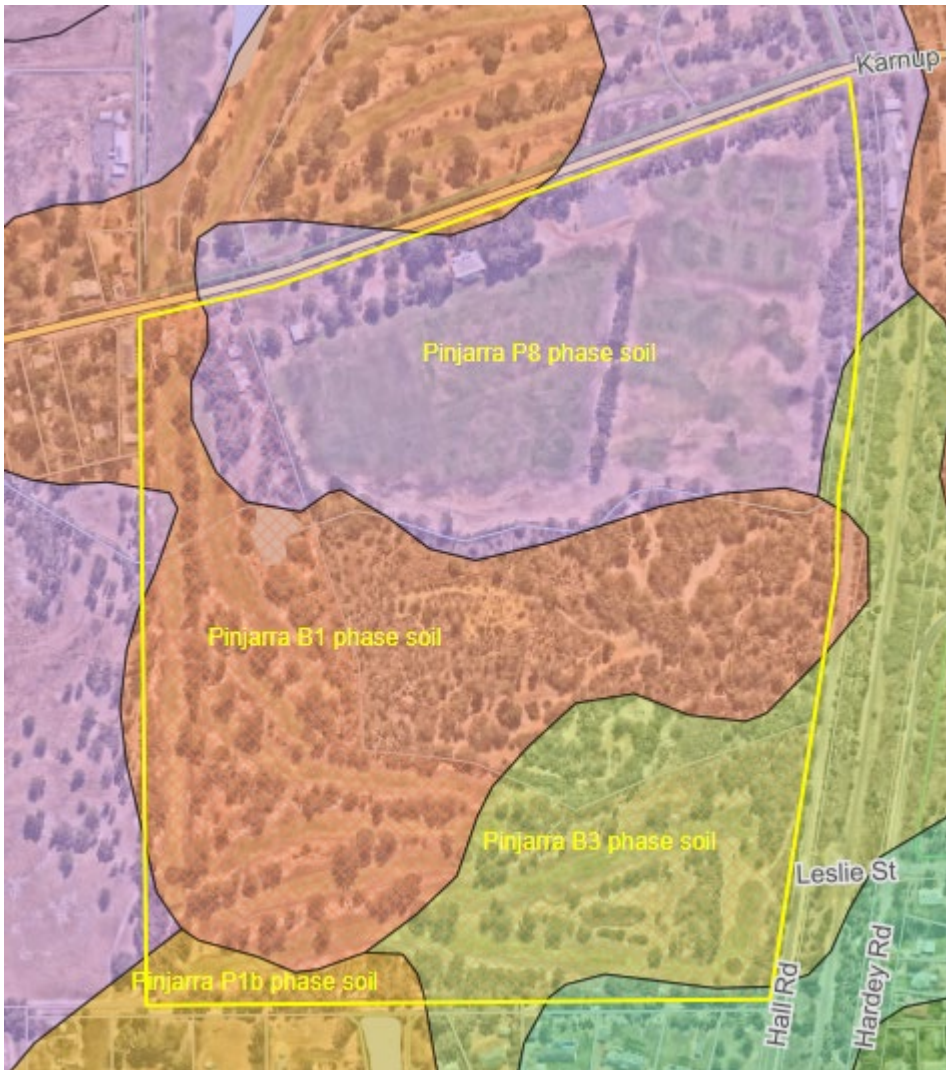 Karnup
Pinjarra P8 phase soil
Pinjarra B1 phase soil
Pinjarra B3 phase soil
Leslie St
Pinjarra P1b phase soil
Hall Rd
Hardey Rd